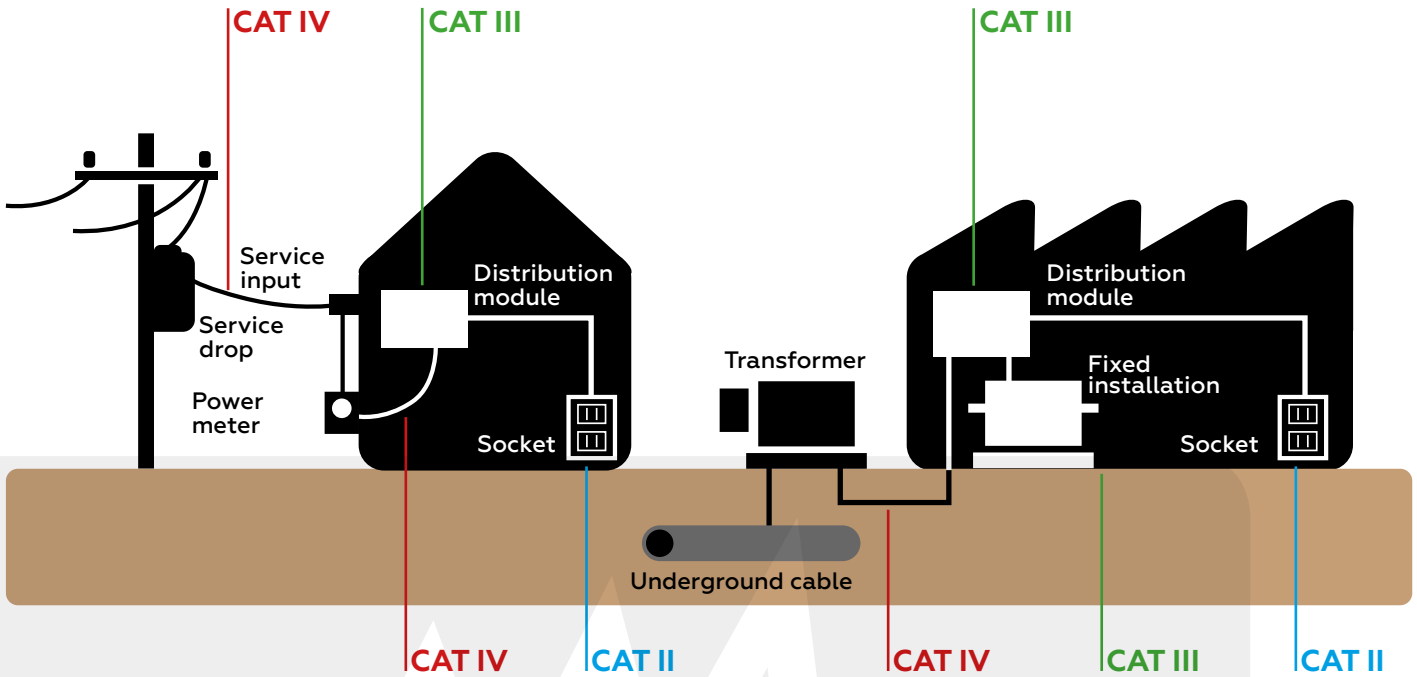 CAT IV
CAT III
CAT III
Service
input
Distribution
module
Distribution
module
Service
drop
Transformer
Fixed
installation
Power
meter
Socket
Socket
Underground cable
CAT IV
CAT II
CAT IV
CAT III
CAT II